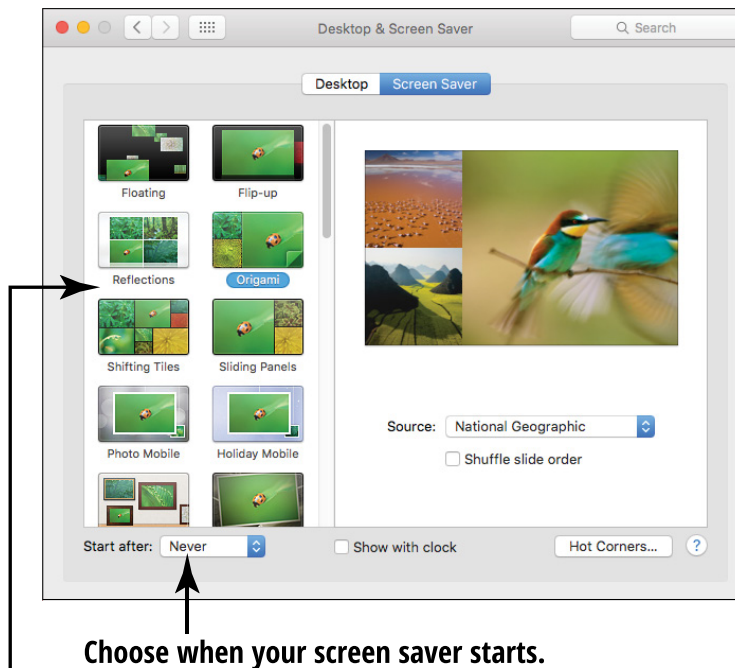 Desktop & Screen Saver
Search
Desktop
Screen Saver
Floating
Flip-up
Reflections
Origami
Shifting Tiles
Sliding Panels
Photo Mobile
Holiday Mobile
Source: National Geographic
Shuffle slide order
Start after: Never
Show with clock
Hot Corners...
?
Choose when your screen saver starts.